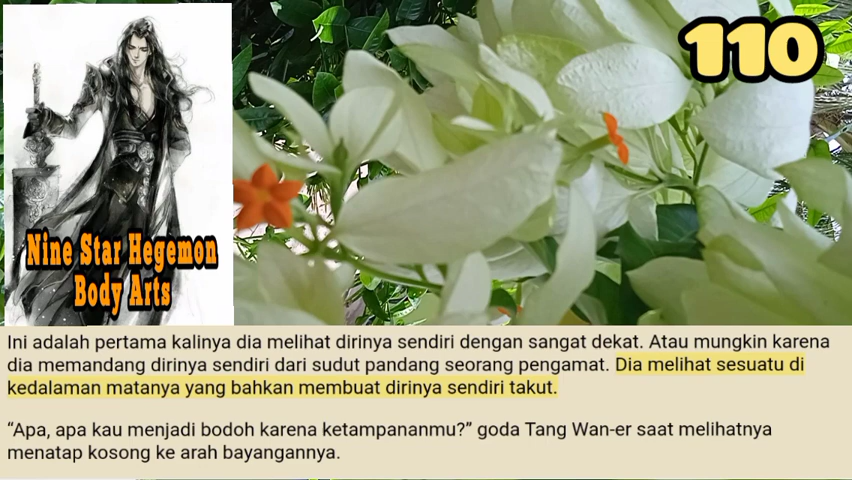 110
Nine Star Hegemon
Body Arts
Ini adalah pertama kalinya dia melihat dirinya sendiri dengan sangat dekat. Atau mungkin karena
dia memandang dirinya sendiri dari sudut pandang seorang pengamat. Dia melihat sesuatu di
kedalaman matanya yang bahkan membuat dirinya sendiri takut.
“Apa, apa kau menjadi bodoh karena ketampananmu?” goda Tang Wan-er saat melihatnya
menatap kosong ke arah bayangannya.